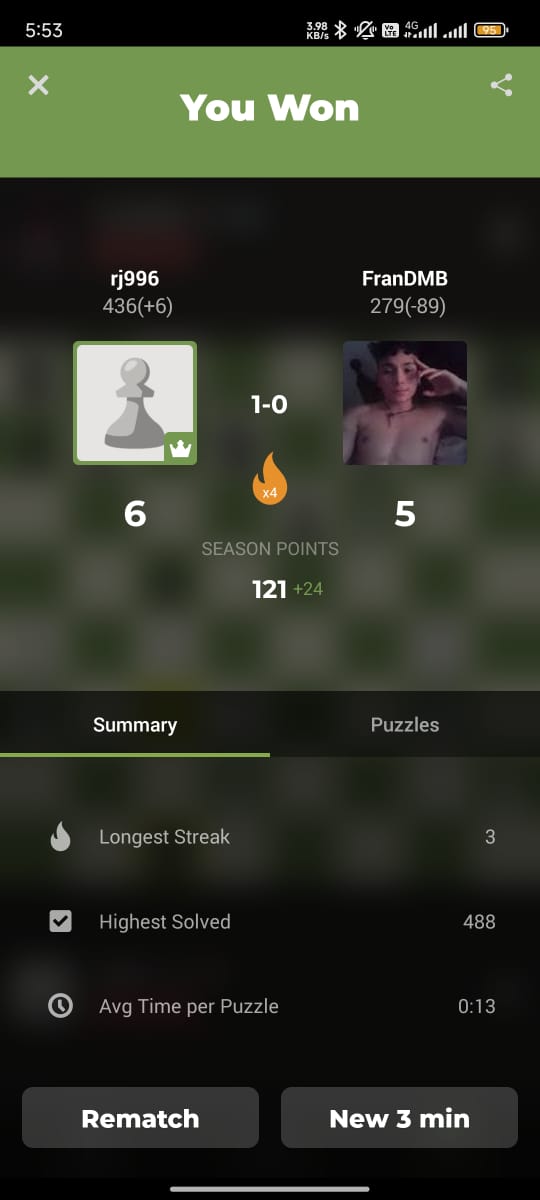 5:53
3.98
KB/s
Vo
LTE
4G
95
You Won
rj996
FranDMB
436(+6)
279(-89)
1-0
x4
6
5
SEASON POINTS
121 +24
Summary
Puzzles
Longest Streak
3
Highest Solved
488
Avg Time per Puzzle
0:13
Rematch
New 3 min